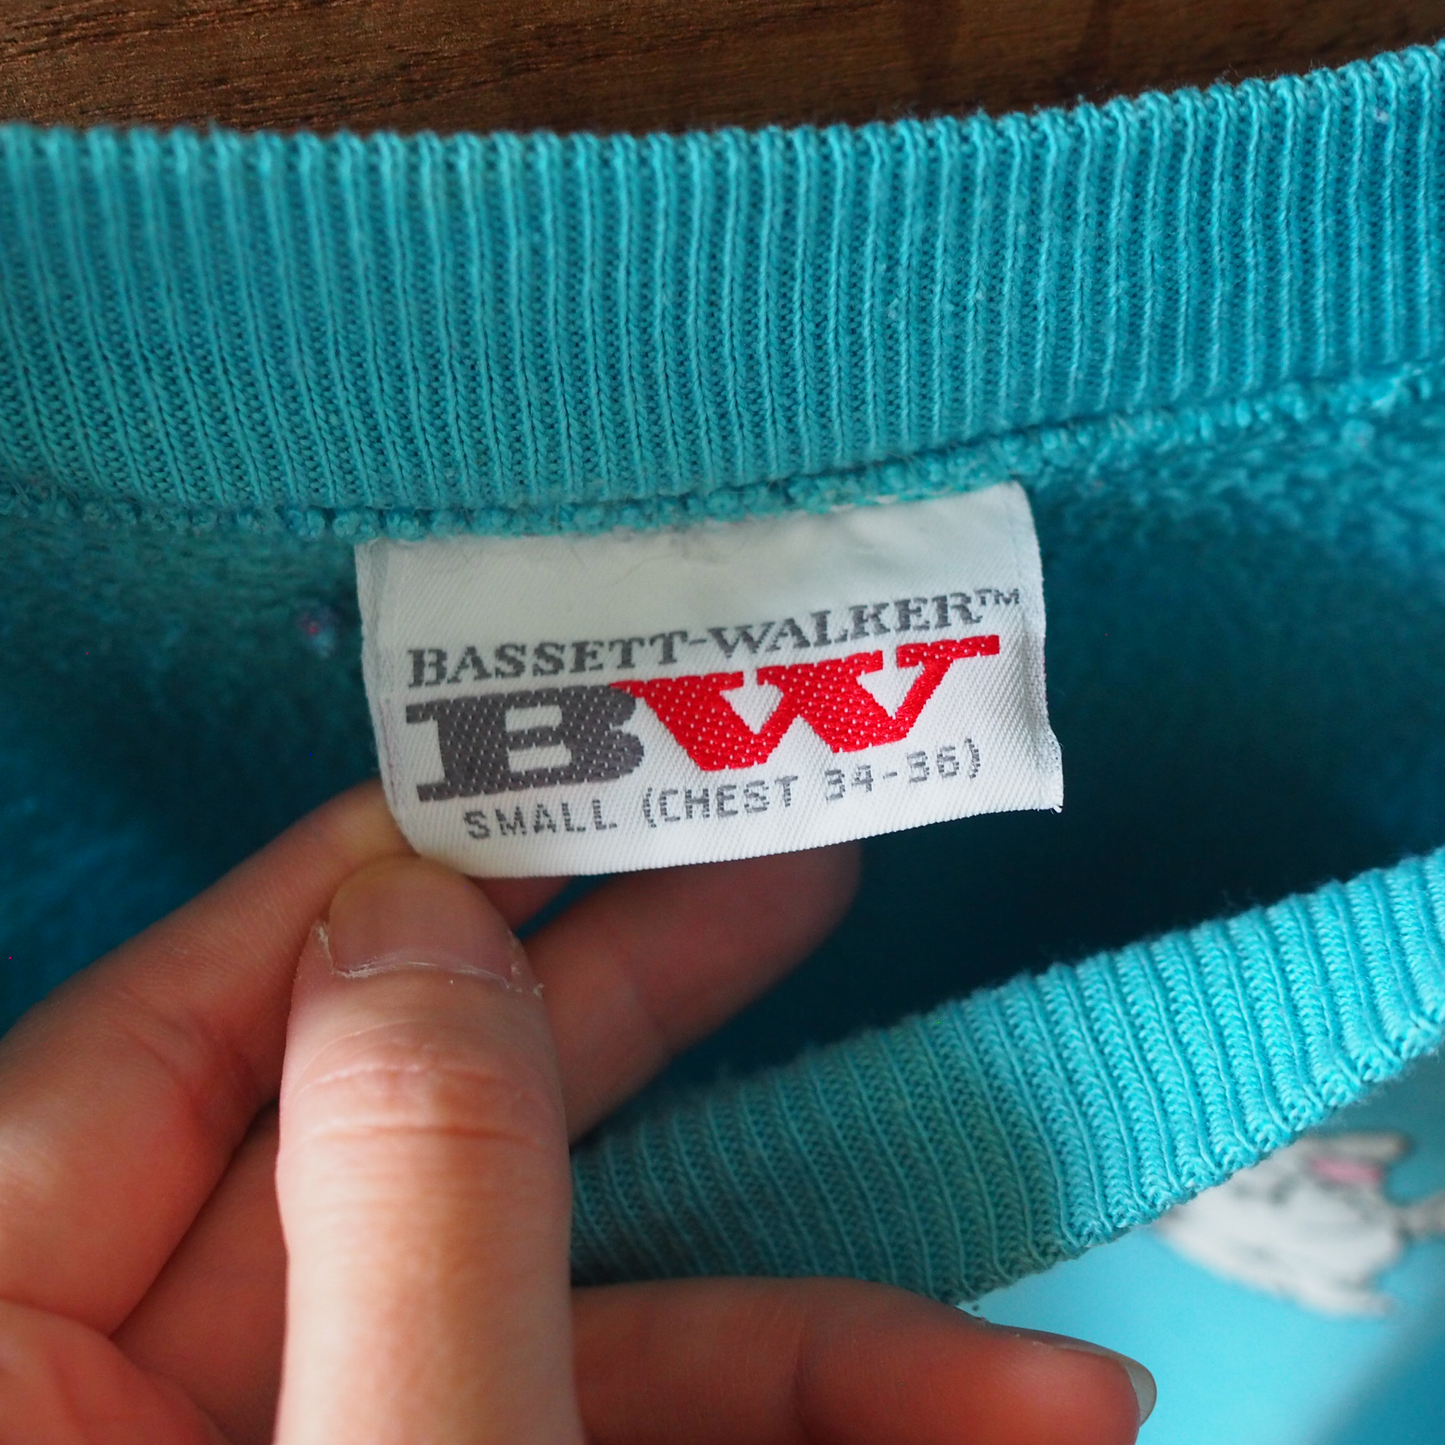 BASSETT-WALKER™
BW
SMALL (CHEST 34-36)